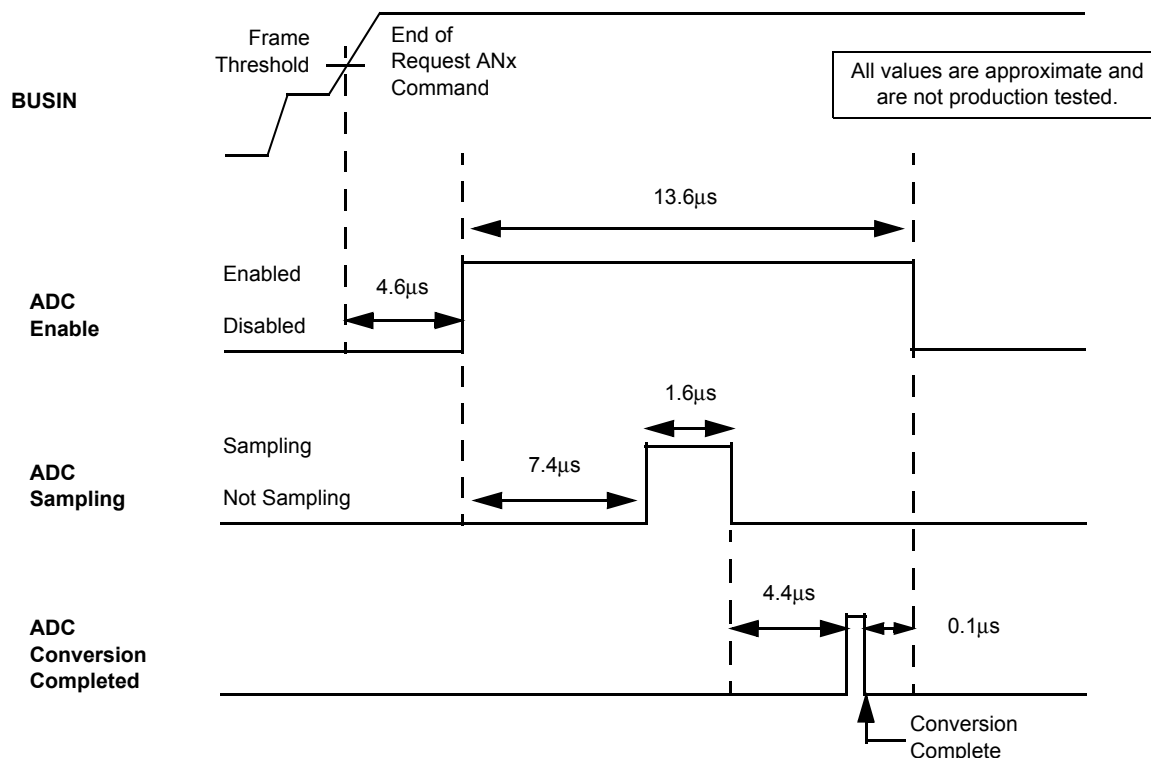 Frame
Threshold
End of
Request ANx
Command
All values are approximate and
are not production tested.
BUSIN
13.6μs
Enabled
4.6μs
ADC
Enable
Disabled
1.6μs
Sampling
7.4μs
ADC
Sampling
Not Sampling
4.4μs
0.1μs
ADC
Conversion
Completed
Conversion
Complete